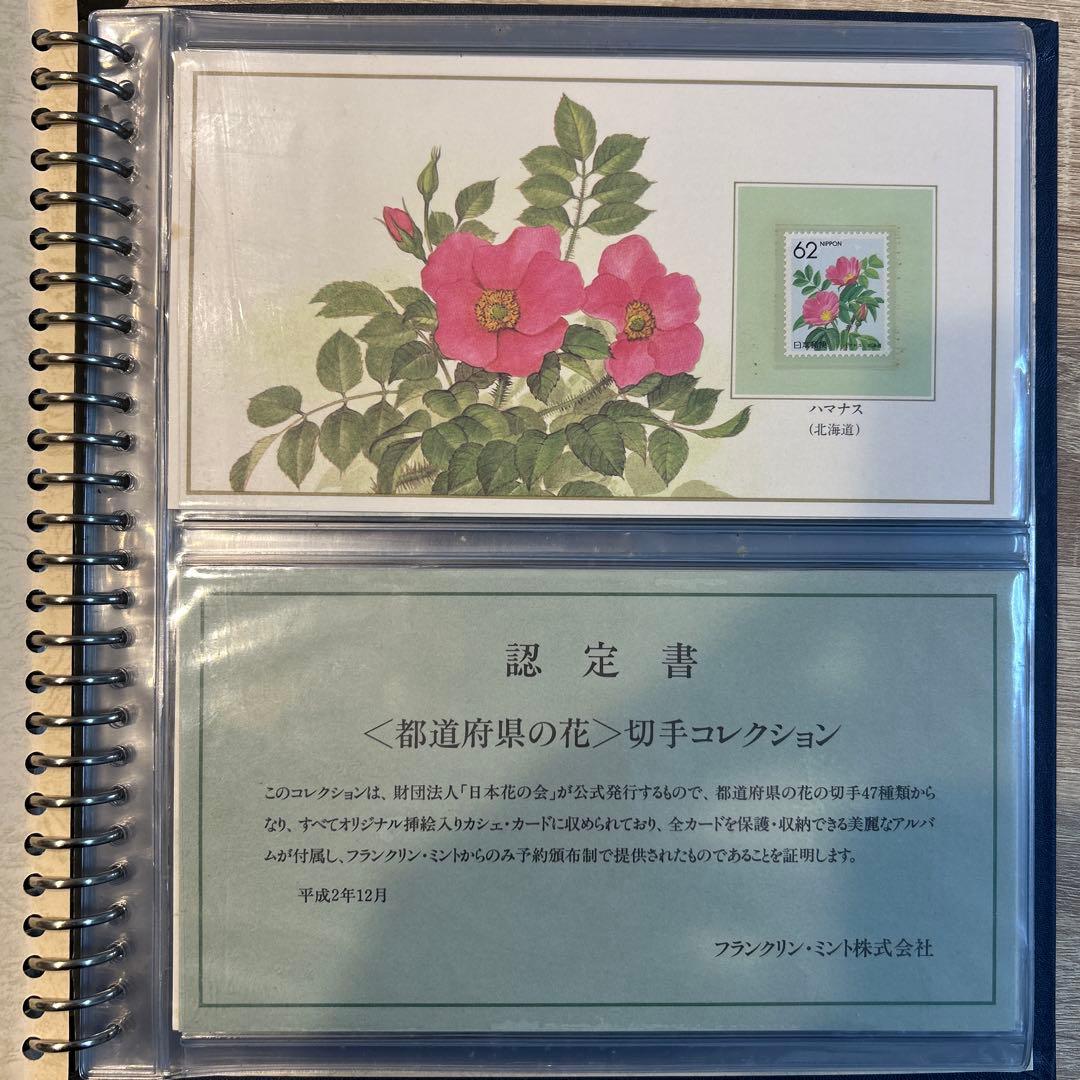 62 NIPPON
日本郵便
ハマナス
(北海道)
認定書
〈都道府県の花〉切手コレクション
このコレクションは、財団法人「日本花の会」が公式発行するもので、都道府県の花の切手47種類から
なり、すべてオリジナル挿絵入りカシェ・カードに収められており、全カードを保護・収納できる美麗なアルバ
ムが付属し、フランクリン・ミントからのみ予約頒布制で提供されたものであることを証明します。
平成2年12月
フランクリン・ミント株式会社